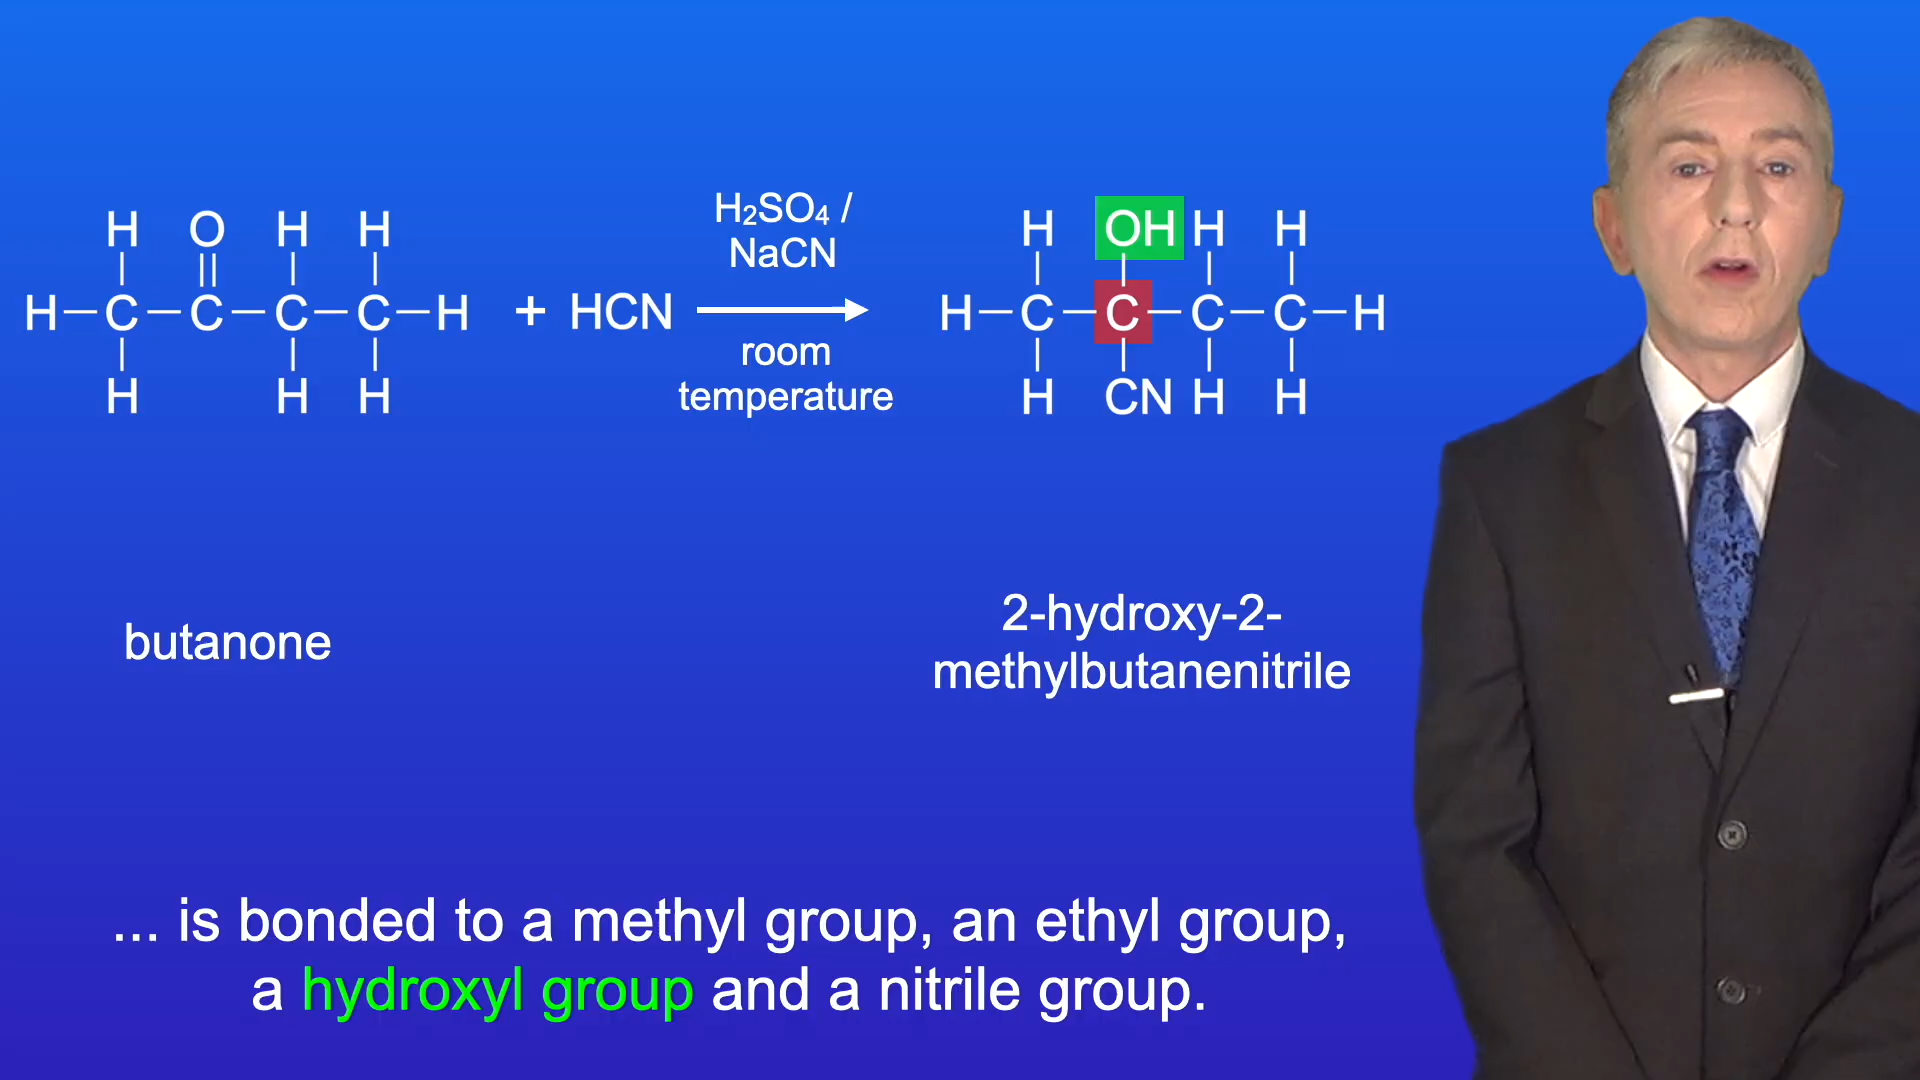 H₂SO₄ /
NaCN
H O H H
H C C C C H + HCN
H H H
room
temperature
H OH H H
H C C C C H
H CN H H
butanone
2-hydroxy-2-
methylbutanenitrile
... is bonded to a methyl group, an ethyl group,
a hydroxyl group and a nitrile group.